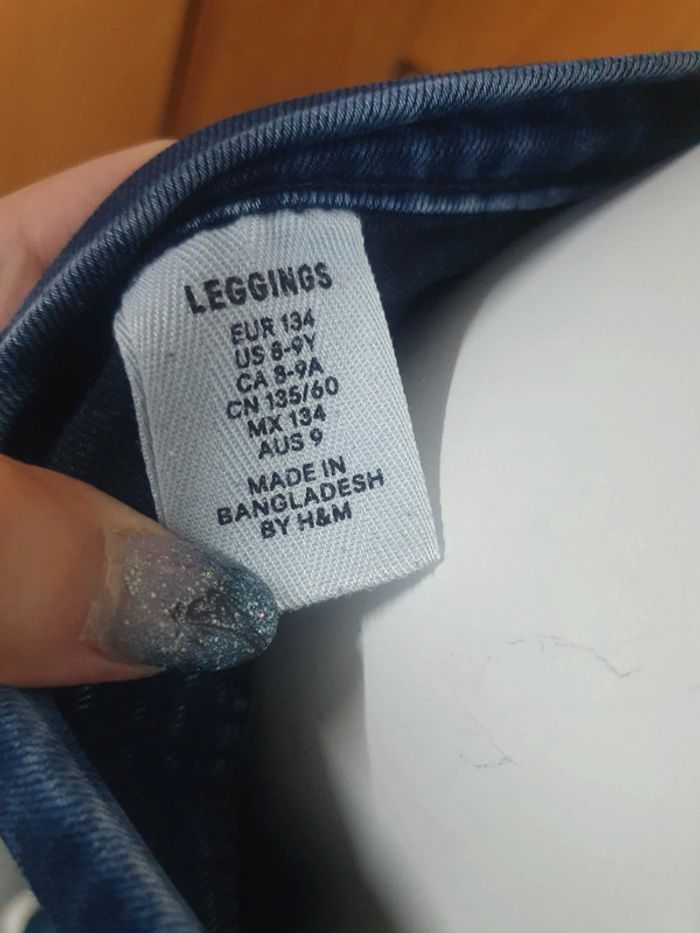 LEGGINGS
EUR 134
US 8-9Y
CA 8-9A
CN 135/60
MX 134
AUS 9
MADE IN
BANGLADESH
BY H&M